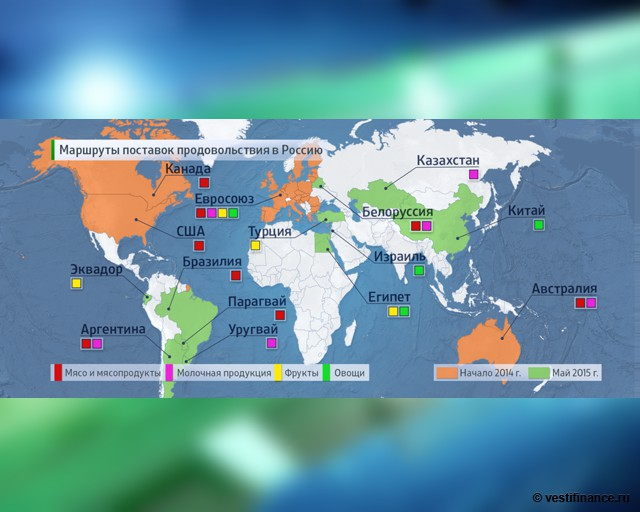 Маршруты поставок продовольствия в Россию
Канада
Казахстан
Евросоюз
Белоруссия
Китай
США
Турция
Израиль
Бразилия
Эквадор
Австралия
Египет
Парагвай
Аргентина
Уругвай
Мясо и мясопродукты
Молочная продукция
Фрукты
Овощи
Начало 2014 г.
Май 2015 г.
© vestifinance.ru